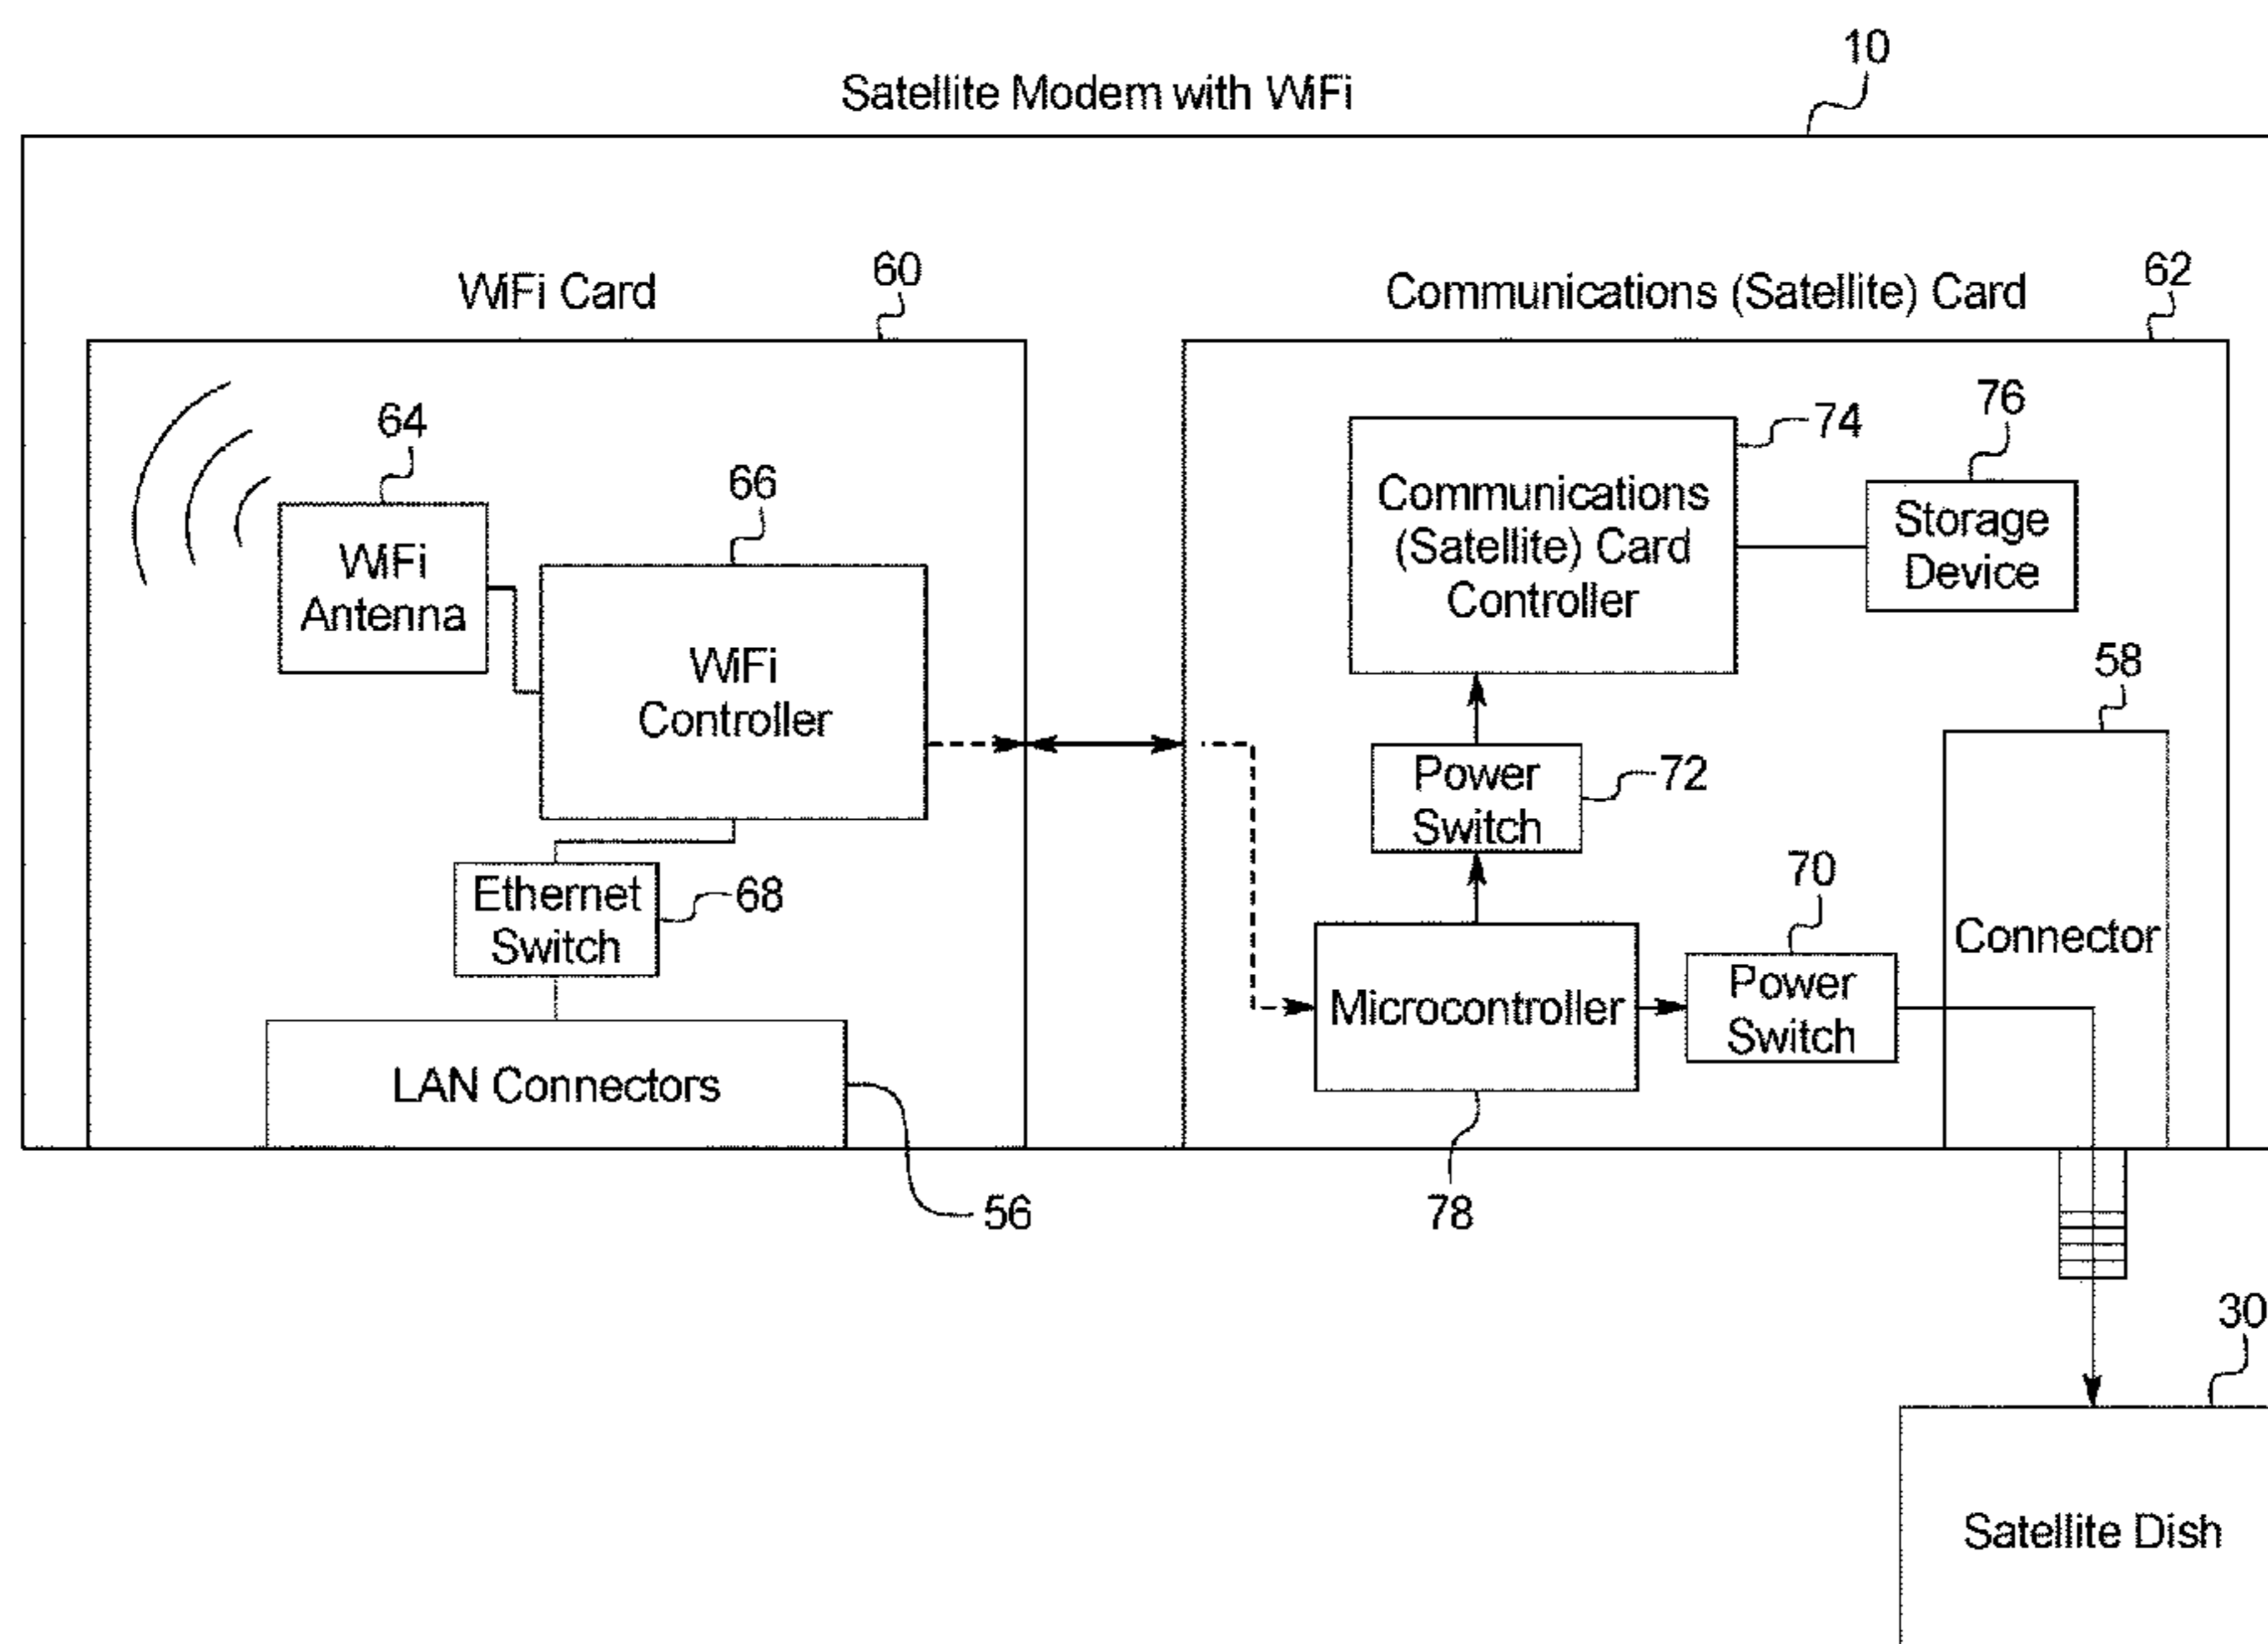 10
Satellite Modem with WiFi
WiFi Card
60
Communications (Satellite) Card
62
64
WiFi
Antenna
66
WiFi
Controller
Ethernet
Switch
68
LAN Connectors
56
Communications
(Satellite) Card
Controller
74
76
Storage
Device
Power
Switch
72
Microcontroller
78
70
Power
Switch
58
Connector
30
Satellite Dish